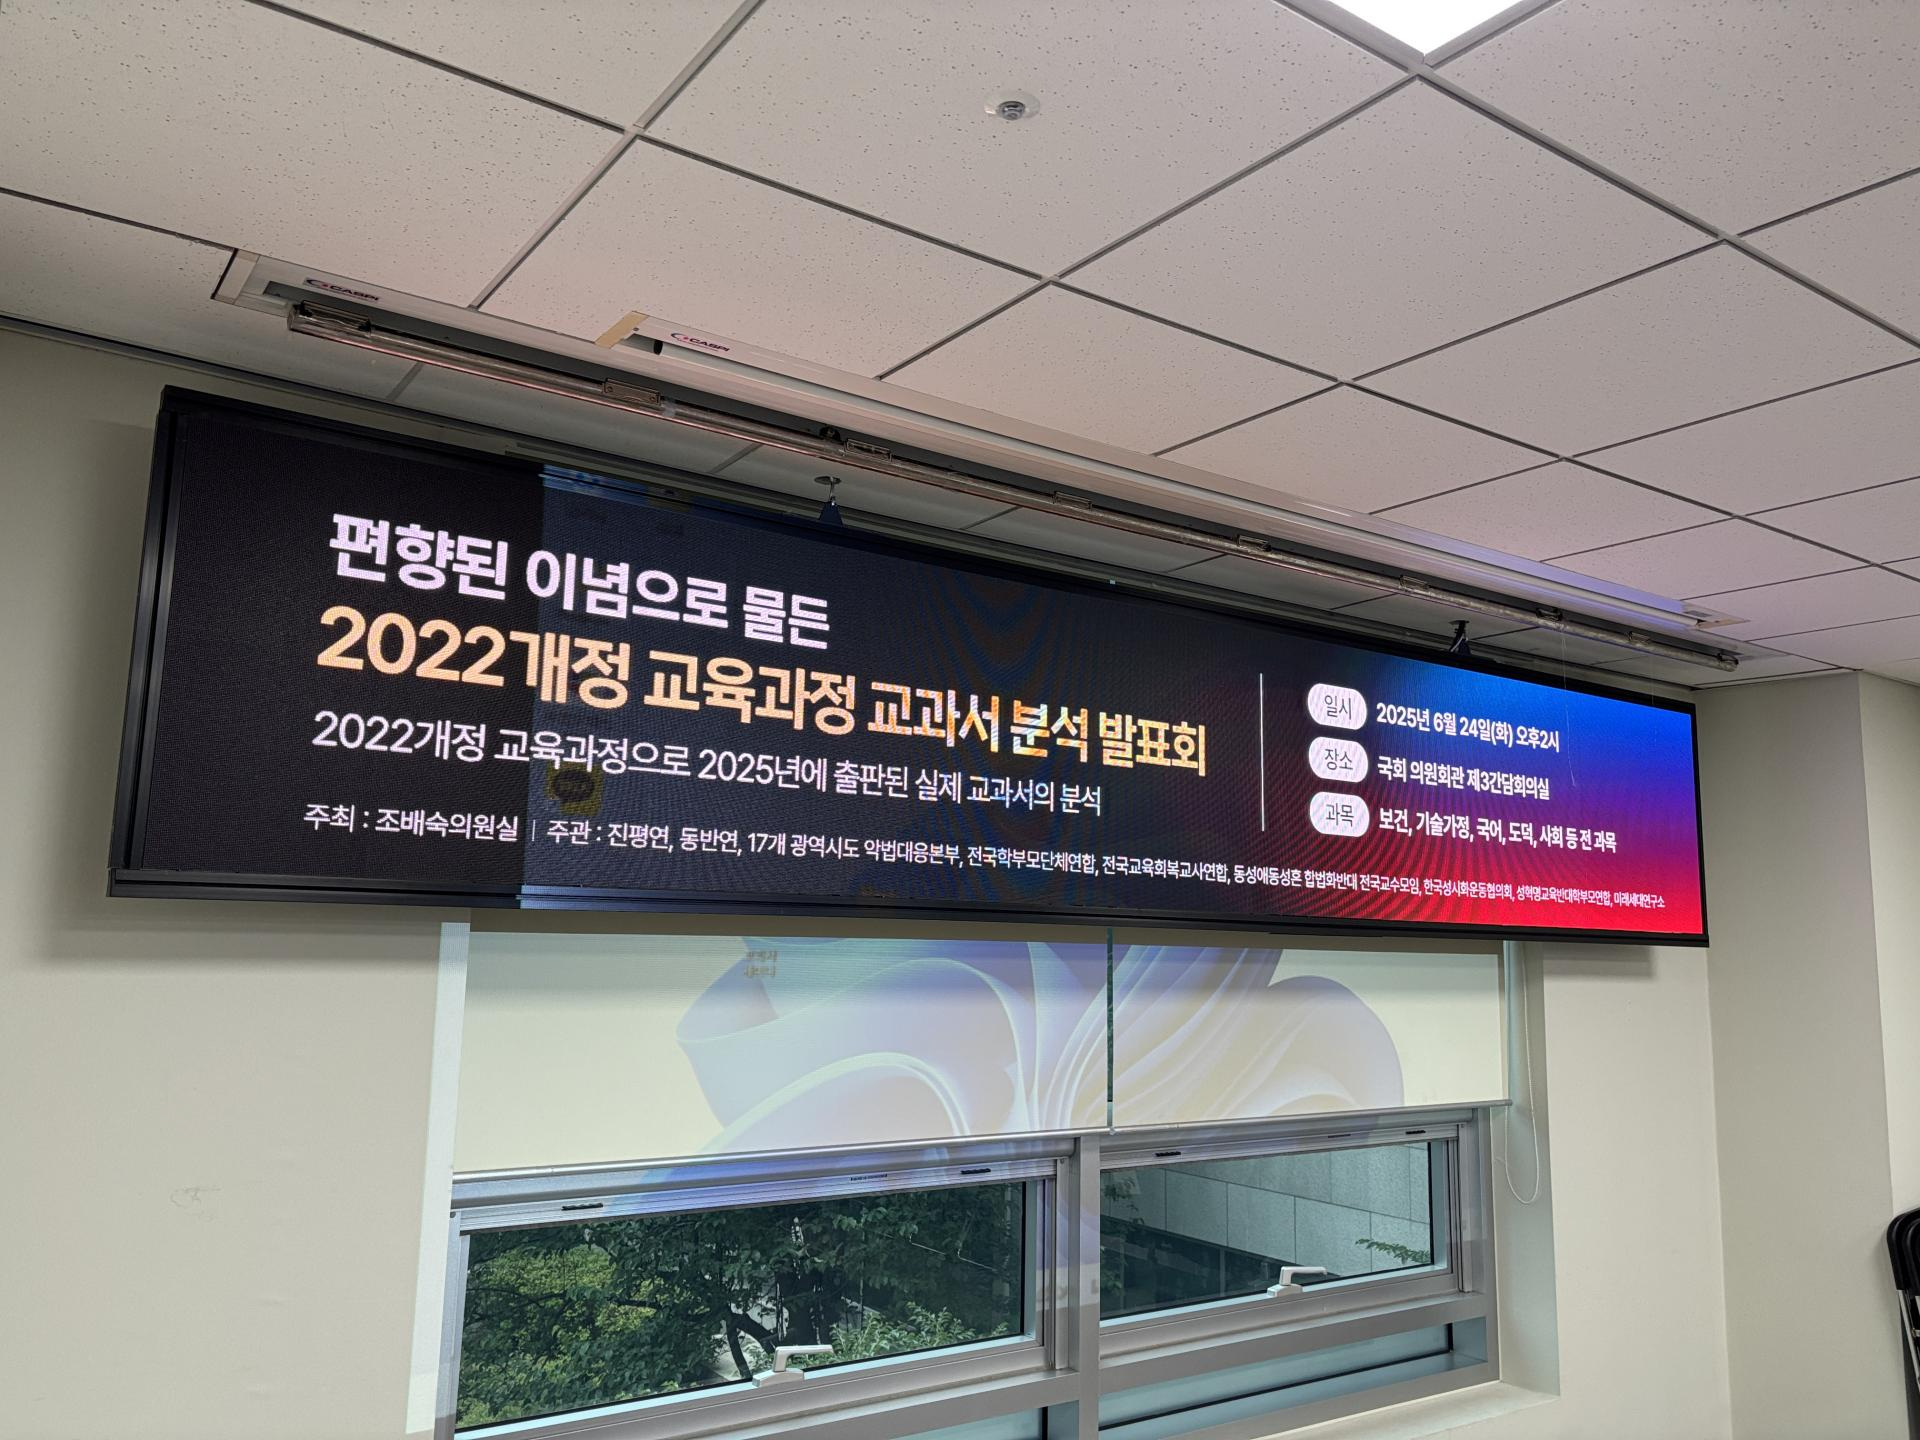 CASPI
CASPI
편향된 이념으로 물든
2022개정 교육과정 교과서 분석 발표회
2022개정 교육과정으로 2025년에 출판된 실제 교과서의 분석
주최 : 조배숙의원실 | 주관 : 진평연, 동반연, 17개 광역시도 악법대응본부, 전국학부모단체연합, 전국교육회복교사연합, 동성애동성혼 합법화반대 전국교수모임, 한국성시화운동협의회, 성혁명교육반대학부모연합, 미래세대연구소
일시 2025년 6월 24일(화) 오후2시
장소 국회 의원회관 제3간담회의실
과목 보건, 기술가정, 국어, 도덕, 사회 등 전 과목